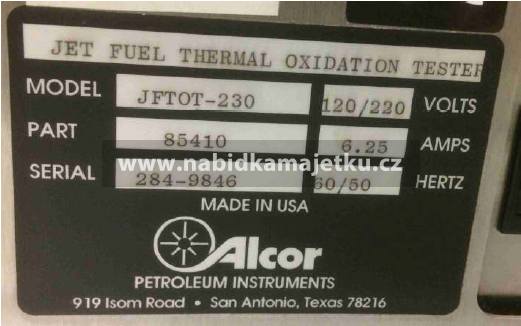 JET FUEL THERMAL OXIDATION TESTER
MODEL JFTOT-230 120/220 VOLTS
PART 85410 6.25 AMPS
www.nabidkamajetku.cz
SERIAL 284-9846 60/50 HERTZ
MADE IN USA
Alcor
PETROLEUM INSTRUMENTS
919 Isom Road • San Antonio, Texas 78216